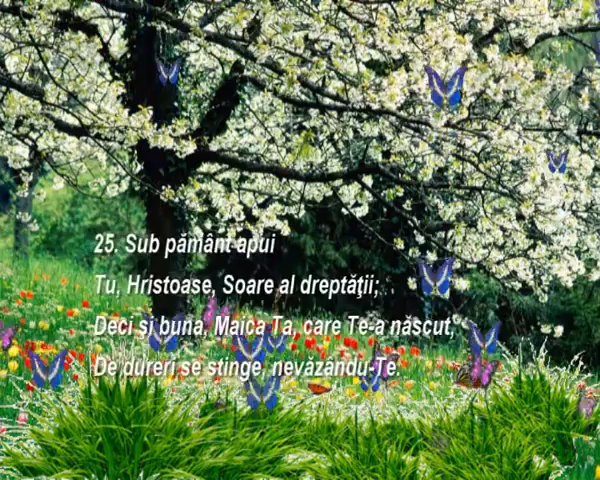 25. Sub pământ apui
Tu, Hristoase, Soare al dreptăţii;
Deci şi buna, Maica Ta, care Te-a născut,
De dureri se stinge, nevăzându-Te.